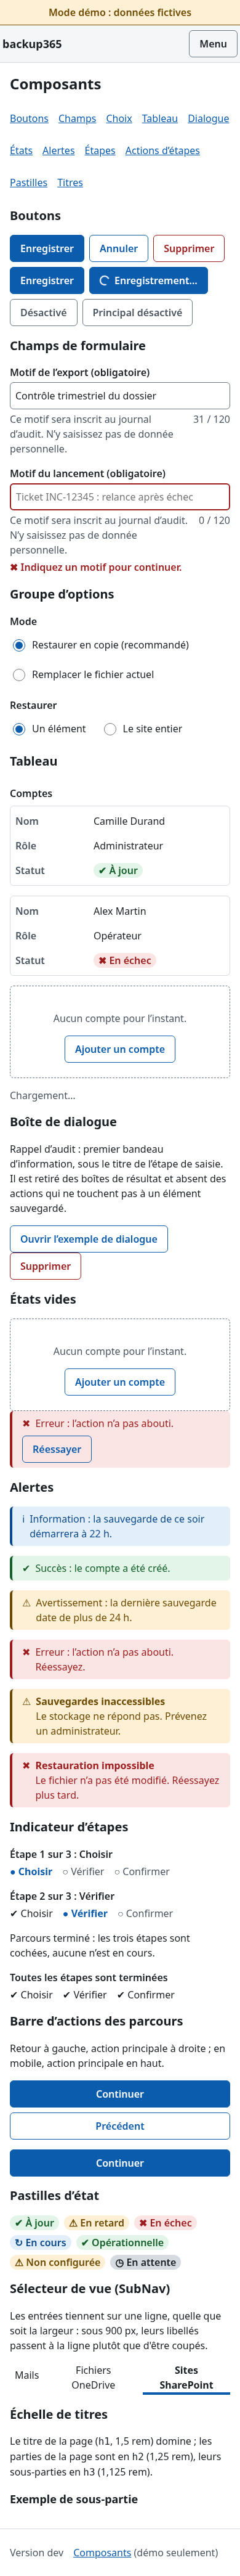 Mode démo : données fictives
backup365
Menu
Composants
Boutons Champs Choix Tableau Dialogue
États Alertes Étapes Actions d’étapes
Pastilles Titres
Boutons
Enregistrer Annuler Supprimer
Enregistrer Enregistrement…
Désactivé Principal désactivé
Champs de formulaire
Motif de l’export (obligatoire)
Contrôle trimestriel du dossier
Ce motif sera inscrit au journal 31 / 120
d’audit. N’y saisissez pas de donnée
personnelle.
Motif du lancement (obligatoire)
Ticket INC-12345 : relance après échec
Ce motif sera inscrit au journal d’audit. 0 / 120
N’y saisissez pas de donnée
personnelle.
✖ Indiquez un motif pour continuer.
Groupe d’options
Mode
Restaurer en copie (recommandé)
Remplacer le fichier actuel
Restaurer
Un élément Le site entier
Tableau
Comptes
Nom Camille Durand
Rôle Administrateur
Statut ✔ À jour
Nom Alex Martin
Rôle Opérateur
Statut ✖ En échec
Aucun compte pour l’instant.
Ajouter un compte
Chargement…
Boîte de dialogue
Rappel d’audit : premier bandeau
d’information, sous le titre de l’étape de saisie.
Il est retiré des boîtes de résultat et absent des
actions qui ne touchent pas à un élément
sauvegardé.
Ouvrir l’exemple de dialogue
Supprimer
États vides
Aucun compte pour l’instant.
Ajouter un compte
✖ Erreur : l’action n’a pas abouti.
Réessayer
Alertes
i Information : la sauvegarde de ce soir
démarrera à 22 h.
✔ Succès : le compte a été créé.
⚠ Avertissement : la dernière sauvegarde
date de plus de 24 h.
✖ Erreur : l’action n’a pas abouti.
Réessayez.
⚠ Sauvegardes inaccessibles
Le stockage ne répond pas. Prévenez
un administrateur.
✖ Restauration impossible
Le fichier n’a pas été modifié. Réessayez
plus tard.
Indicateur d’étapes
Étape 1 sur 3 : Choisir
● Choisir ○ Vérifier ○ Confirmer
Étape 2 sur 3 : Vérifier
✔ Choisir ● Vérifier ○ Confirmer
Parcours terminé : les trois étapes sont
cochées, aucune n’est en cours.
Toutes les étapes sont terminées
✔ Choisir ✔ Vérifier ✔ Confirmer
Barre d’actions des parcours
Retour à gauche, action principale à droite ; en
mobile, action principale en haut.
Continuer
Précédent
Continuer
Pastilles d’état
✔ À jour ⚠ En retard ✖ En échec
↻ En cours ✔ Opérationnelle
⚠ Non configurée ◷ En attente
Sélecteur de vue (SubNav)
Les entrées tiennent sur une ligne, quelle que
soit la largeur : sous 900 px, leurs libellés
passent à la ligne plutôt que d’être coupés.
Mails
Fichiers
OneDrive
Sites
SharePoint
Échelle de titres
Le titre de la page (h1, 1,5 rem) domine ; les
parties de la page sont en h2 (1,25 rem), leurs
sous-parties en h3 (1,125 rem).
Exemple de sous-partie
Version dev Composants (démo seulement)